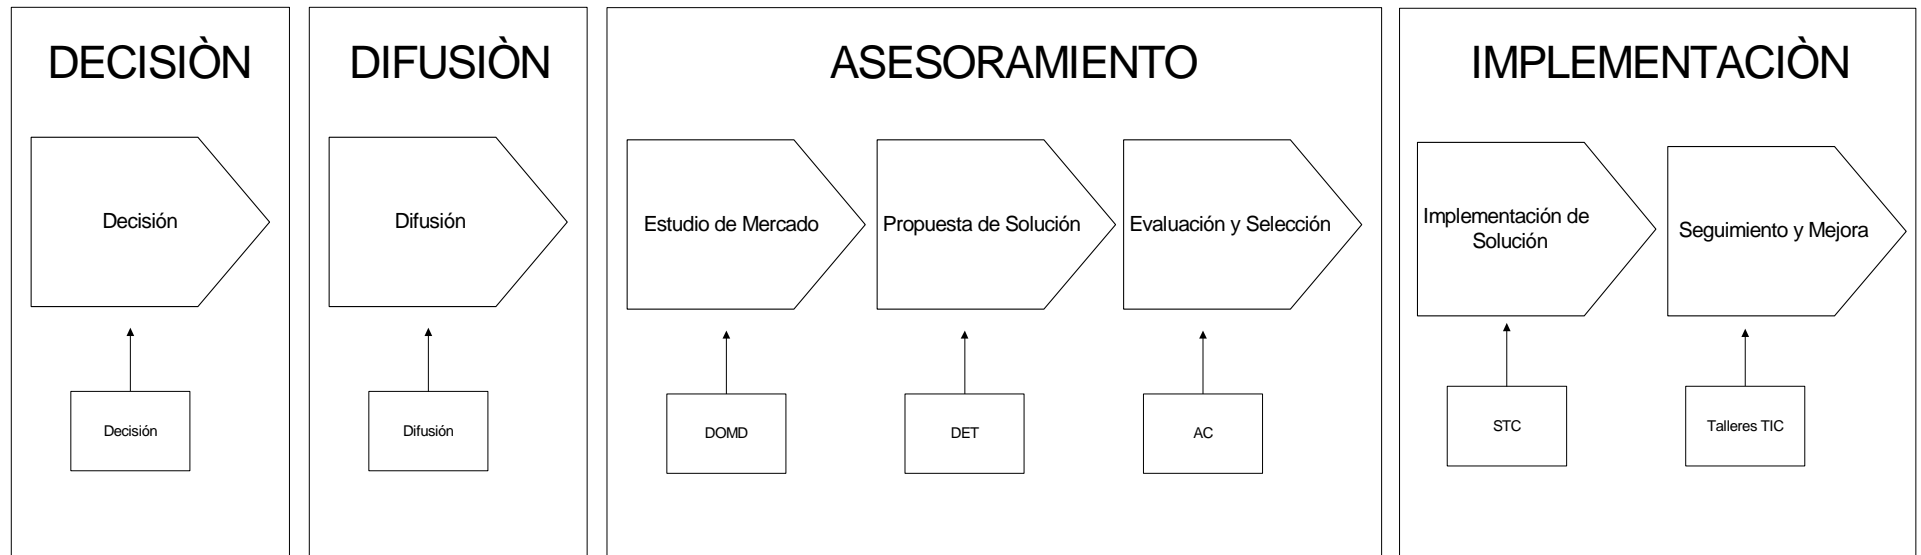 DECISIÒN
DIFUSIÒN
ASESORAMIENTO
IMPLEMENTACIÒN
Decisión
Difusión
Estudio de Mercado
Propuesta de Solución
Evaluación y Selección
Implementación de
Solución
Seguimiento y Mejora
Decisión
Difusión
DOMD
DET
AC
STC
Talleres TIC